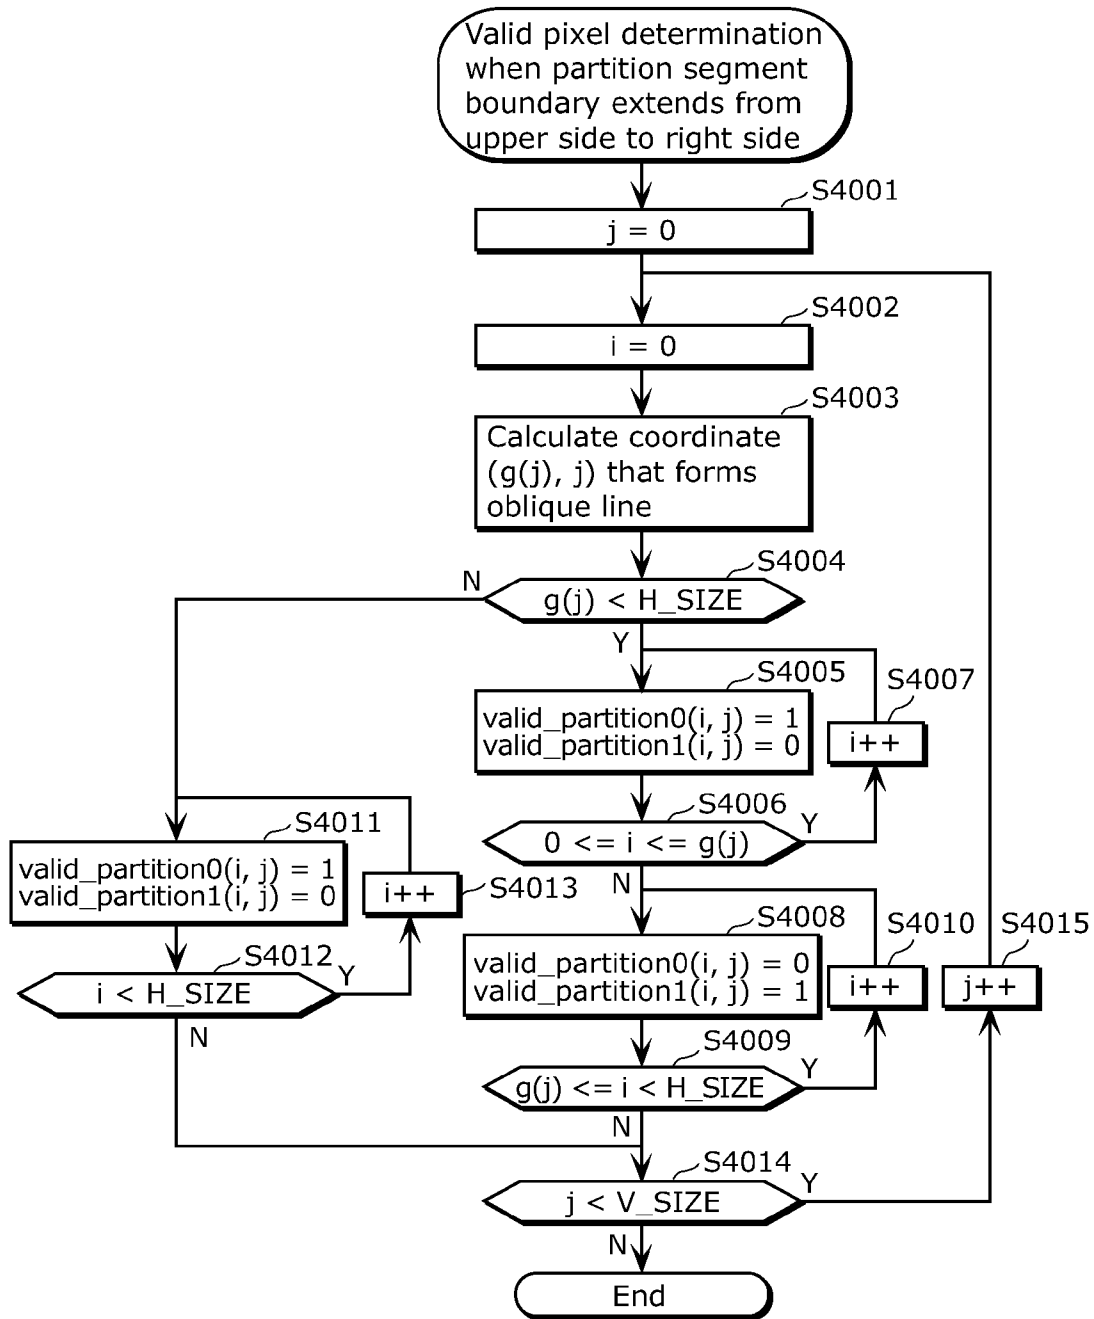 Valid pixel determination
when partition segment
boundary extends from
upper side to right side
S4001
j = 0
S4002
i = 0
S4003
Calculate coordinate
(g(j), j) that forms
oblique line
S4004
N
g(j) < H_SIZE
Y
S4005
S4007
valid_partition0(i, j) = 1
valid_partition1(i, j) = 0
i++
S4006
0 <= i <= g(j)
Y
N
S4011
valid_partition0(i, j) = 1
valid_partition1(i, j) = 0
i++
S4013
S4012
i < H_SIZE
Y
N
S4008
S4010
S4015
valid_partition0(i, j) = 0
valid_partition1(i, j) = 1
i++
j++
S4009
g(j) <= i < H_SIZE
Y
N
S4014
j < V_SIZE
Y
N
End